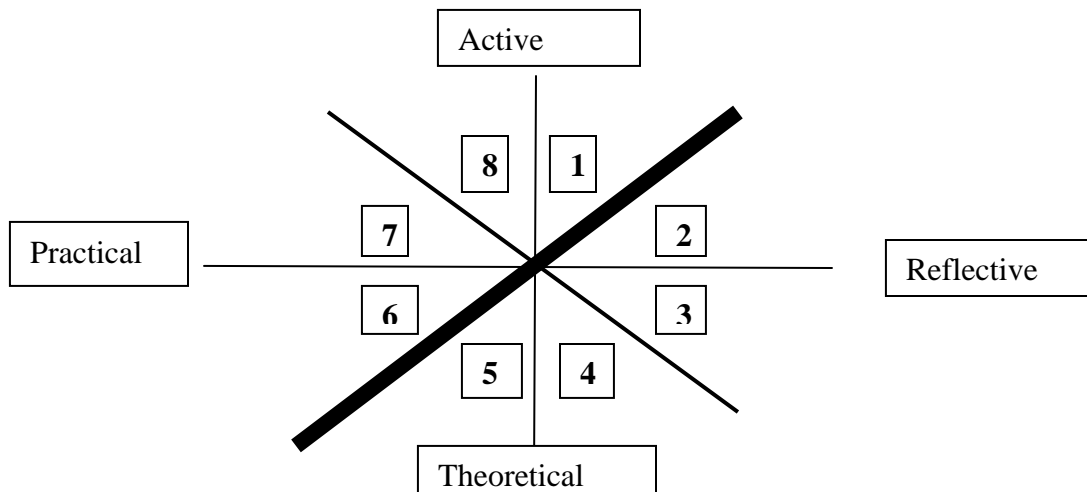 Active
8 1
7 2
Practical
Reflective
6 3
5 4
Theoretical